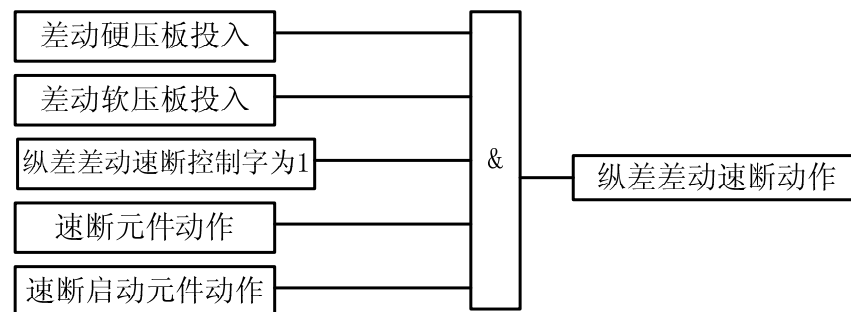 差动硬压板投入
差动软压板投入
纵差差动速断控制字为1
&
纵差差动速断动作
速断元件动作
速断启动元件动作